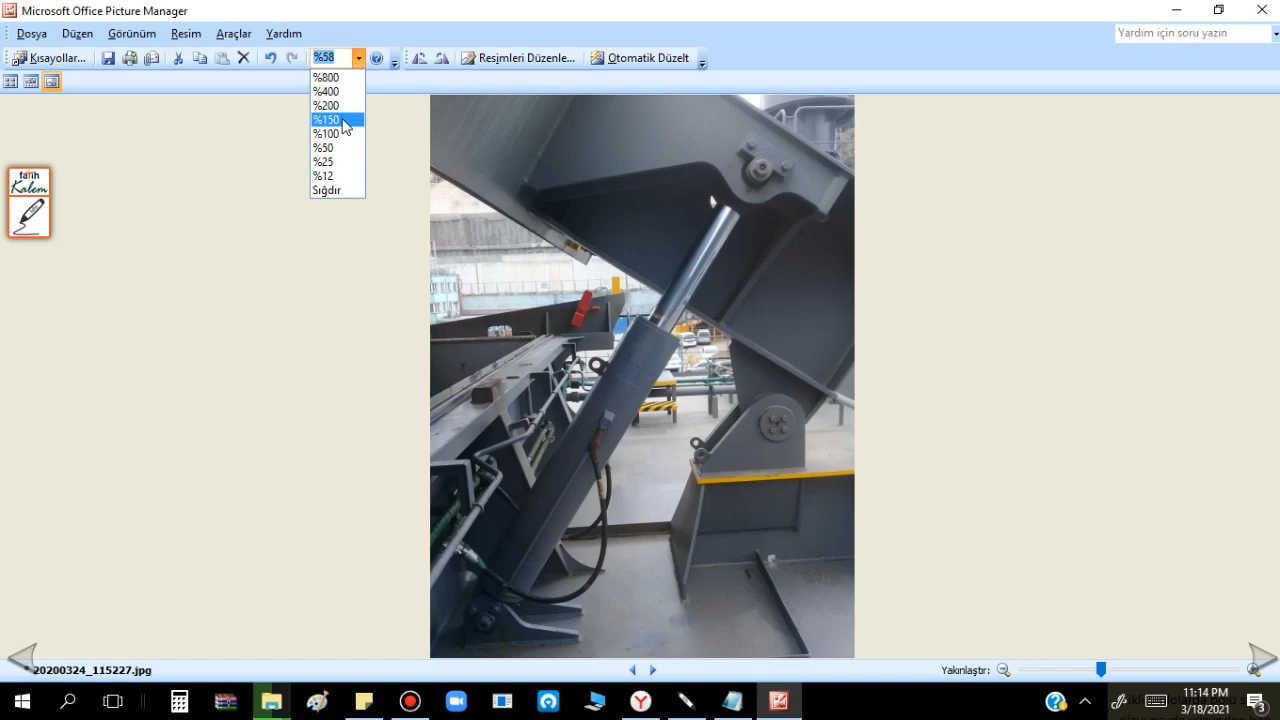 Microsoft Office Picture Manager
Dosya Düzen Görünüm Resim Araçlar Yardım
Yardım için soru yazın
Kısayollar... %58 Resimleri Düzenle... Otomatik Düzelt
%800
%400
%200
%150
%100
%50
%25
%12
Sığdır
fatih
Kalem
* 20200324_115227.jpg
Yakınlaştır:
11:14 PM
3/18/2021
3